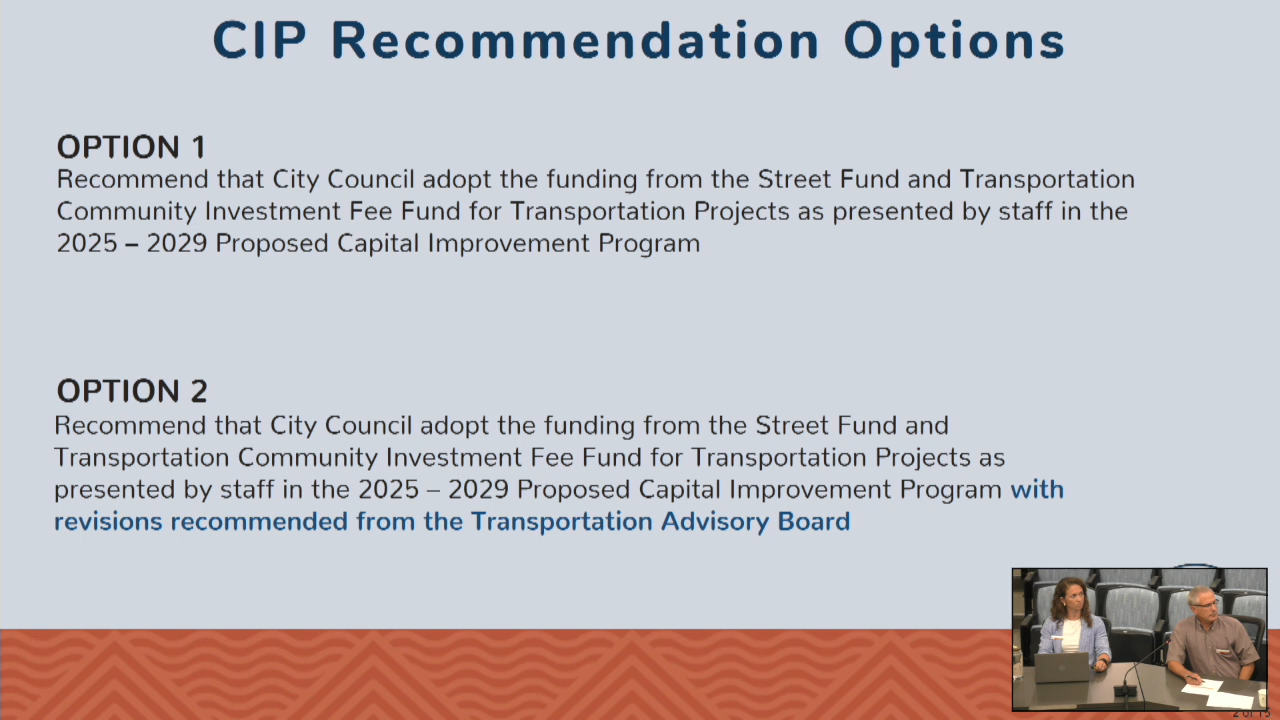 CIP Recommendation Options
OPTION 1
Recommend that City Council adopt the funding from the Street Fund and Transportation
Community Investment Fee Fund for Transportation Projects as presented by staff in the
2025 – 2029 Proposed Capital Improvement Program
OPTION 2
Recommend that City Council adopt the funding from the Street Fund and
Transportation Community Investment Fee Fund for Transportation Projects as
presented by staff in the 2025 – 2029 Proposed Capital Improvement Program with
revisions recommended from the Transportation Advisory Board